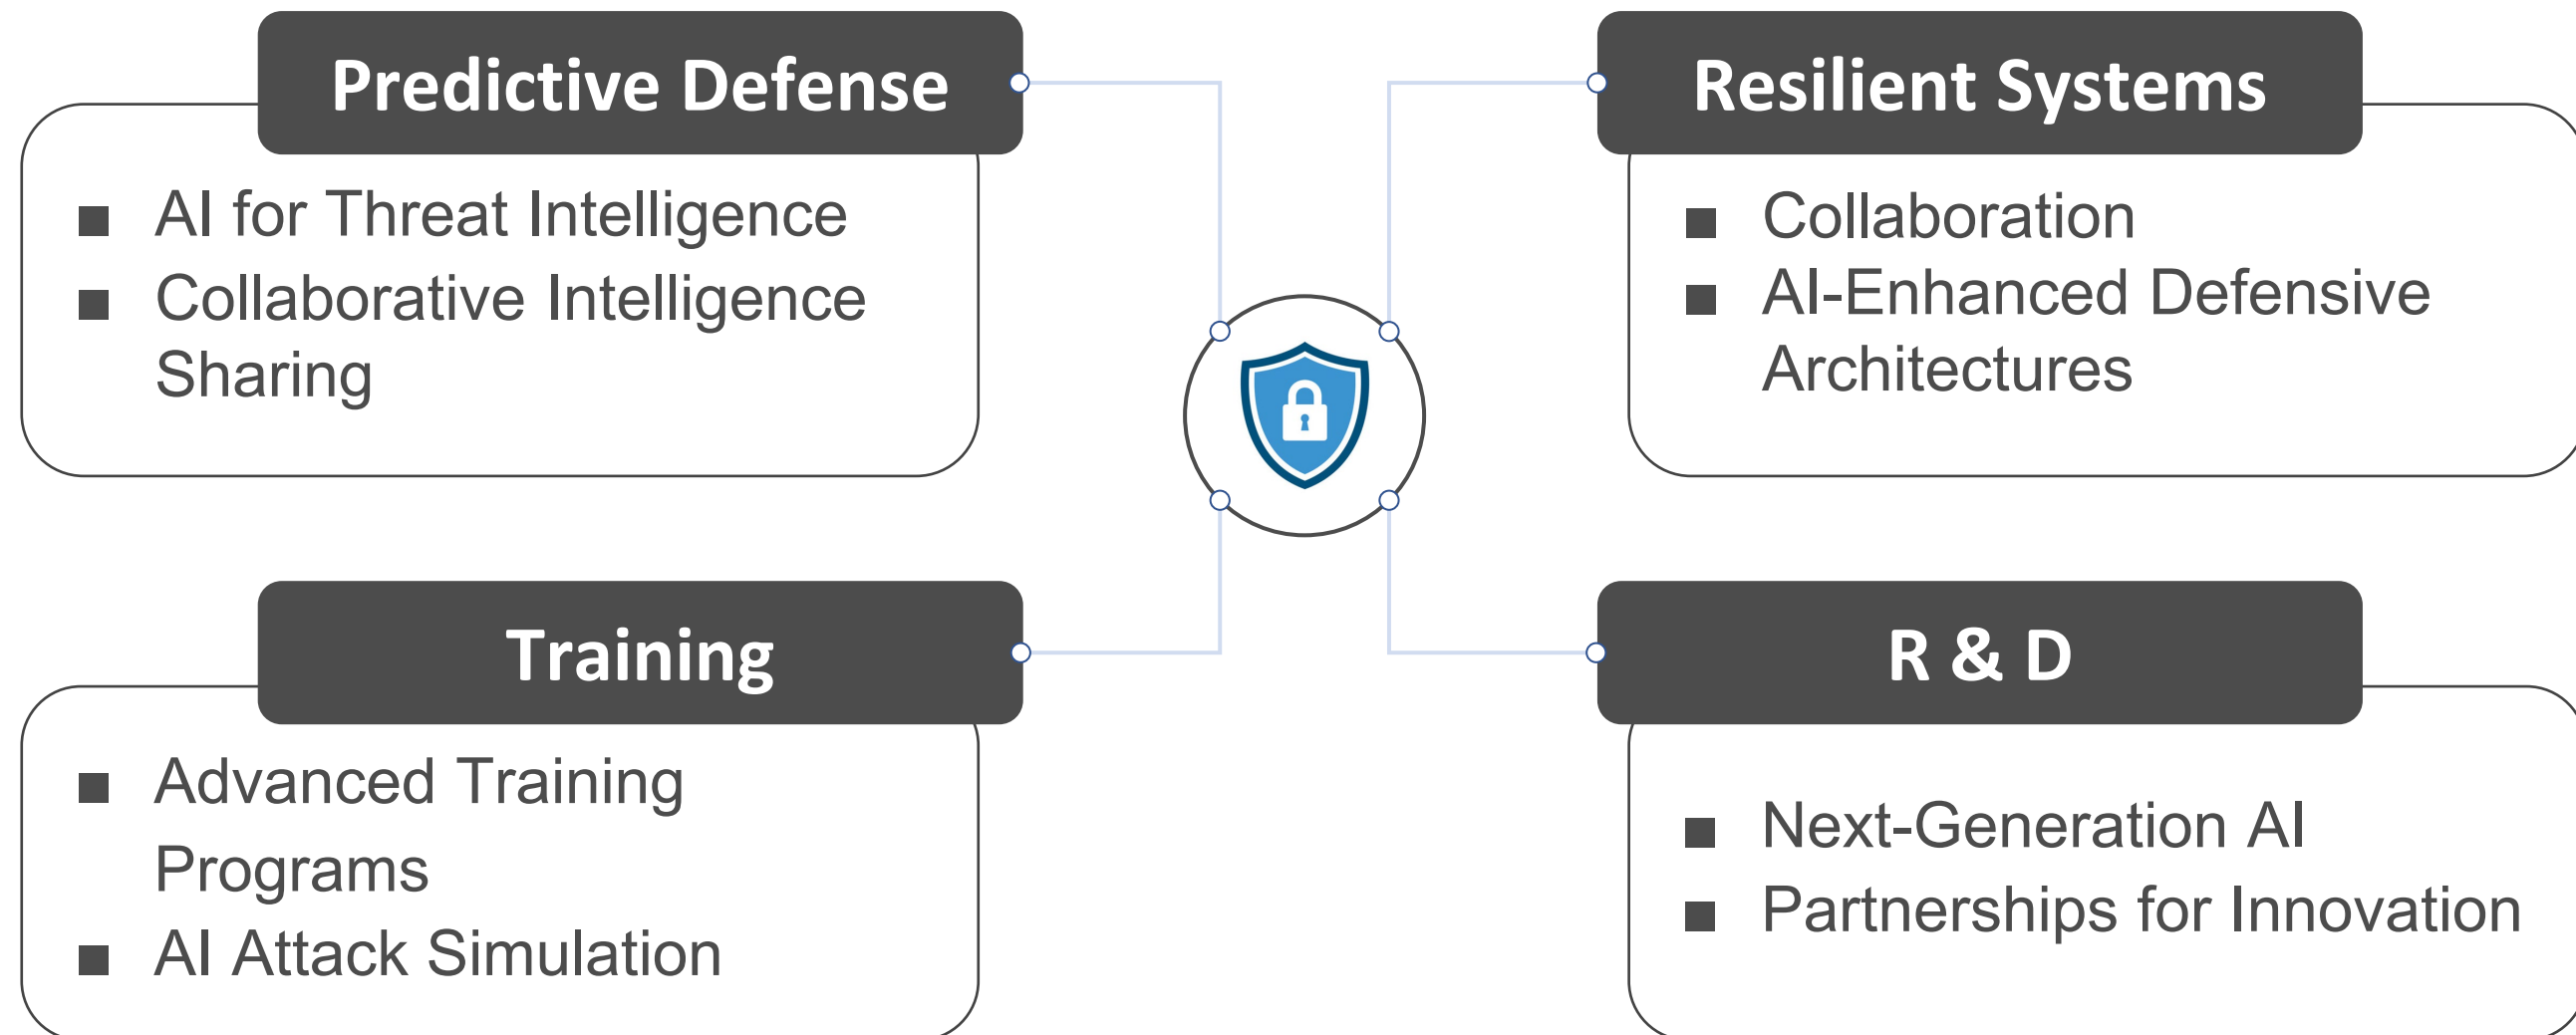 Predictive Defense
■ AI for Threat Intelligence
■ Collaborative Intelligence
Sharing
Resilient Systems
■ Collaboration
■ AI-Enhanced Defensive
Architectures
Training
■ Advanced Training
Programs
■ AI Attack Simulation
R & D
■ Next-Generation AI
■ Partnerships for Innovation